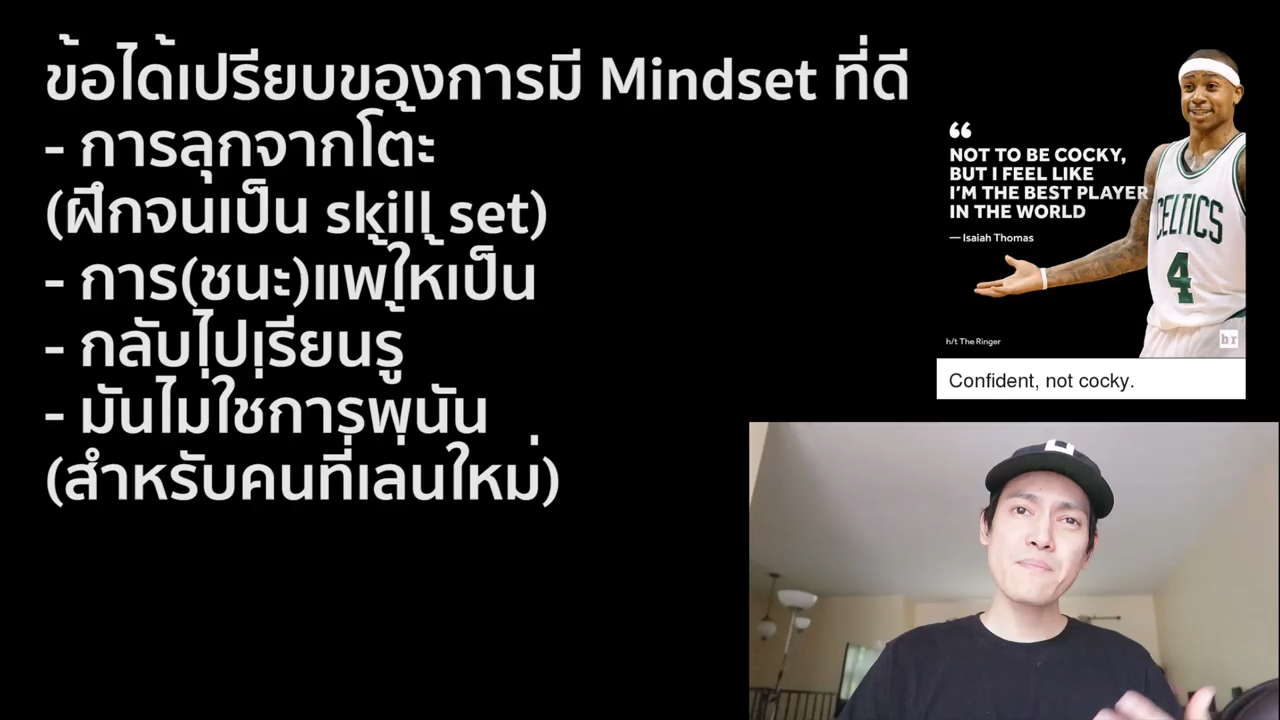 ข้อได้เปรียบของการมี Mindset ที่ดี
- การลุกจากโต้ะ
(ฝึกจนเป็น skill set)
- การ(ชนะ)แพ้ให้เป็น
- กลับไปเรียนรู้
- มันไม่ใช่การพนัน
(สำหรับคนที่เล่นใหม่)
“
NOT TO BE COCKY,
BUT I FEEL LIKE
I'M THE BEST PLAYER
IN THE WORLD
— Isaiah Thomas
CELTICS
4
h/t The Ringer
br
Confident, not cocky.